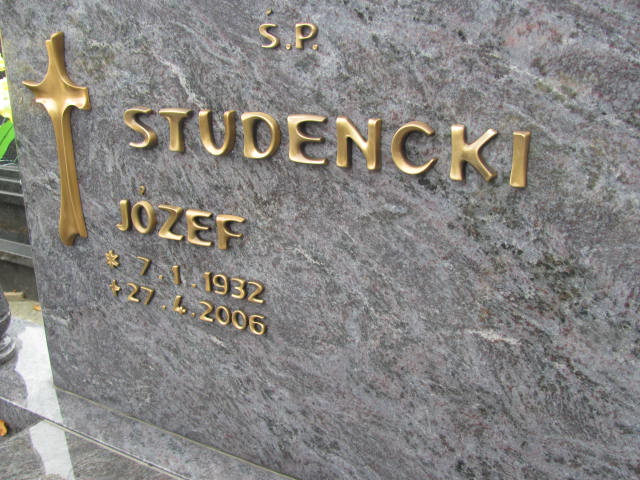 Ś.P.
STUDENCKI
JÓZEF
* 7.1.1932
+ 27.4.2006